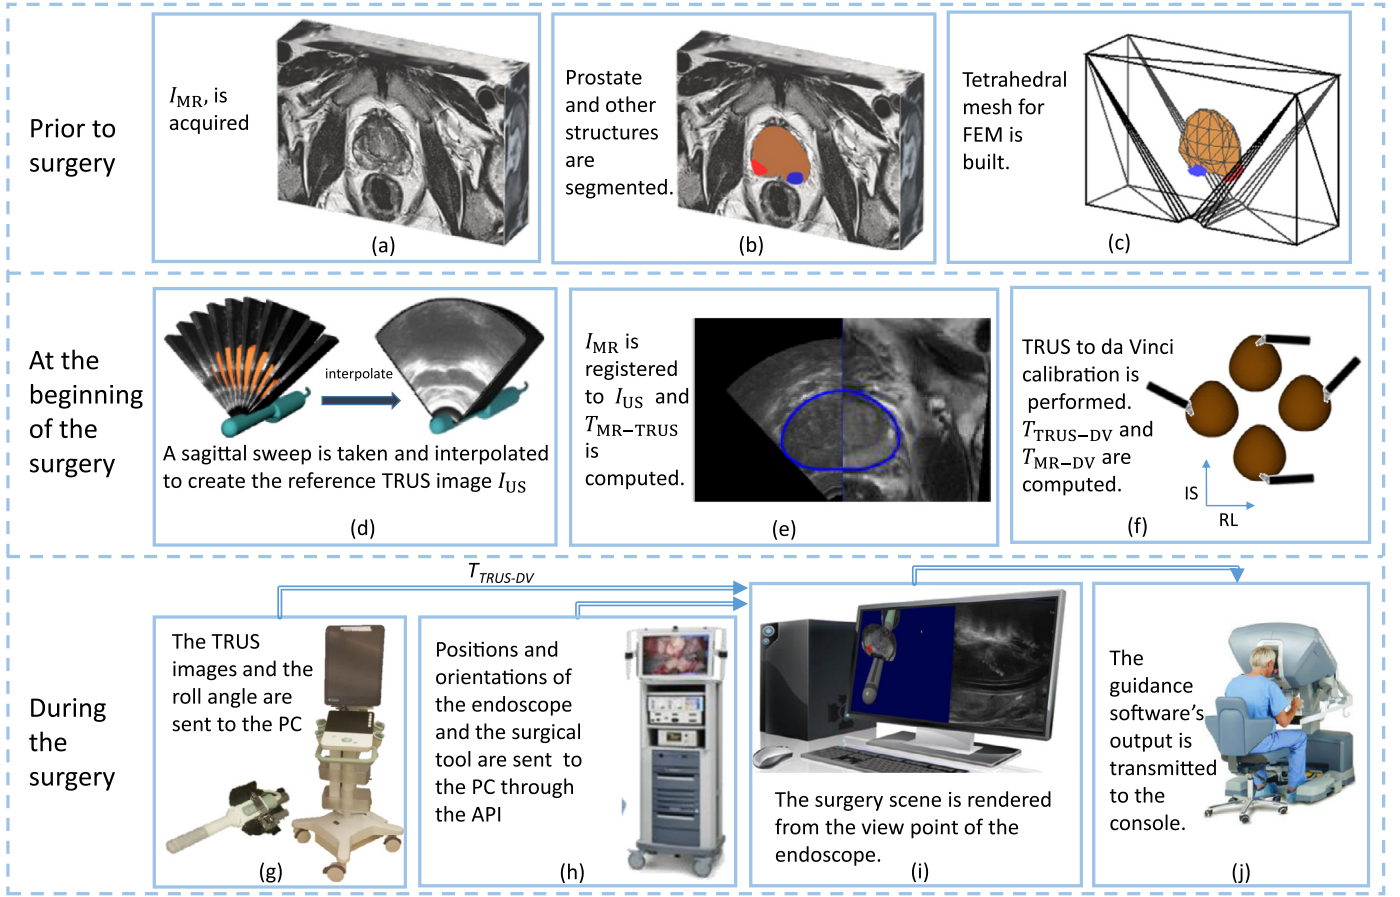 Prior to
surgery
I_MR, is
acquired
(a)
Prostate
and other
structures
are
segmented.
(b)
Tetrahedral
mesh for
FEM is
built.
(c)
At the
beginning
of the
surgery
interpolate
A sagittal sweep is taken and interpolated
to create the reference TRUS image I_US
(d)
I_MR is
registered
to I_US and
T_MR−TRUS
is
computed.
(e)
TRUS to da Vinci
calibration is
performed.
T_TRUS−DV and
T_MR−DV are
computed.
IS
RL
(f)
During
the
surgery
T_TRUS-DV
The TRUS
images and the
roll angle are
sent to the PC
(g)
Positions and
orientations of
the endoscope
and the surgical
tool are sent to
the PC through
the API
(h)
The surgery scene is rendered
from the view point of the
endoscope.
(i)
The
guidance
software's
output is
transmitted
to the
console.
(j)